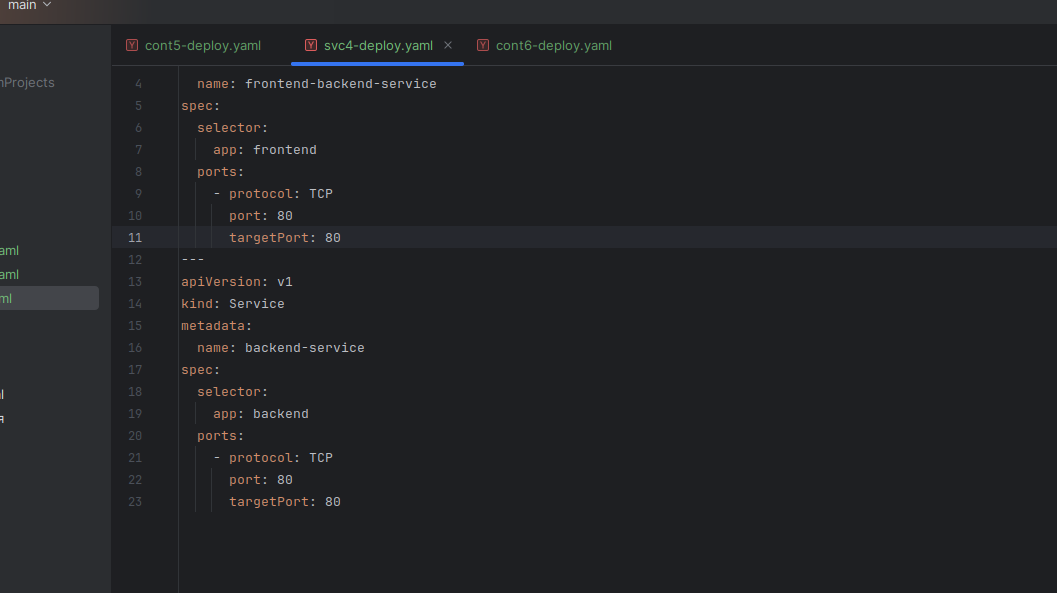 main
nProjects
aml
aml
ml
cont5-deploy.yaml svc4-deploy.yaml cont6-deploy.yaml
4 name: frontend-backend-service
5 spec:
6 selector:
7 app: frontend
8 ports:
9 - protocol: TCP
10 port: 80
11 targetPort: 80
12 ---
13 apiVersion: v1
14 kind: Service
15 metadata:
16 name: backend-service
17 spec:
18 selector:
19 app: backend
20 ports:
21 - protocol: TCP
22 port: 80
23 targetPort: 80